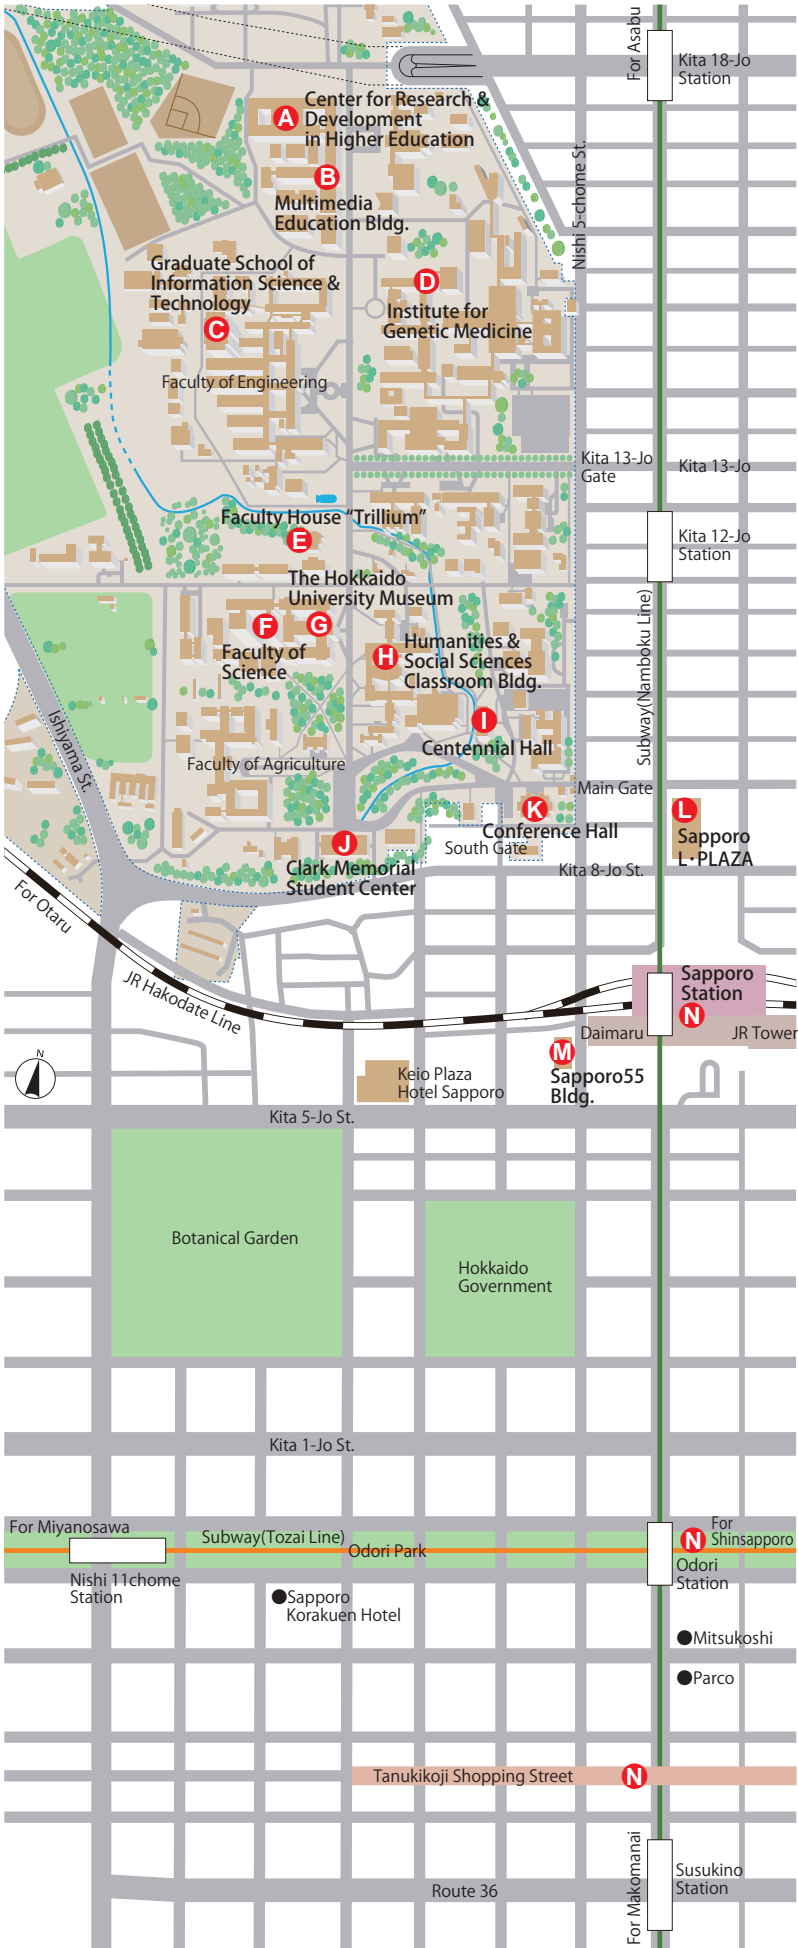 For Asabu
Kita 18-Jo
Station
A
Center for Research &
Development
in Higher Education
B
Multimedia
Education Bldg.
Nishi 5-chome St.
Graduate School of
Information Science &
Technology
C
D
Institute for
Genetic Medicine
Faculty of Engineering
Kita 13-Jo
Gate
Kita 13-Jo
Faculty House “Trillium”
E
Kita 12-Jo
Station
The Hokkaido
University Museum
F
G
Faculty of
Science
H
Humanities &
Social Sciences
Classroom Bldg.
Subway(Namboku Line)
I
Centennial Hall
Ishiyama St.
Faculty of Agriculture
Main Gate
K
Conference Hall
L
Sapporo
L·PLAZA
J
Clark Memorial
Student Center
South Gate
Kita 8-Jo St.
For Otaru
JR Hakodate Line
Sapporo
Station
N
Daimaru
JR Tower
N
M
Sapporo55
Bldg.
Keio Plaza
Hotel Sapporo
Kita 5-Jo St.
Botanical Garden
Hokkaido
Government
Kita 1-Jo St.
For Miyanosawa
Subway(Tozai Line)
Odori Park
N
For
Shinsapporo
Nishi 11chome
Station
Odori
Station
Sapporo
Korakuen Hotel
Mitsukoshi
Parco
Tanukikoji Shopping Street
N
For Makomanai
Susukino
Station
Route 36